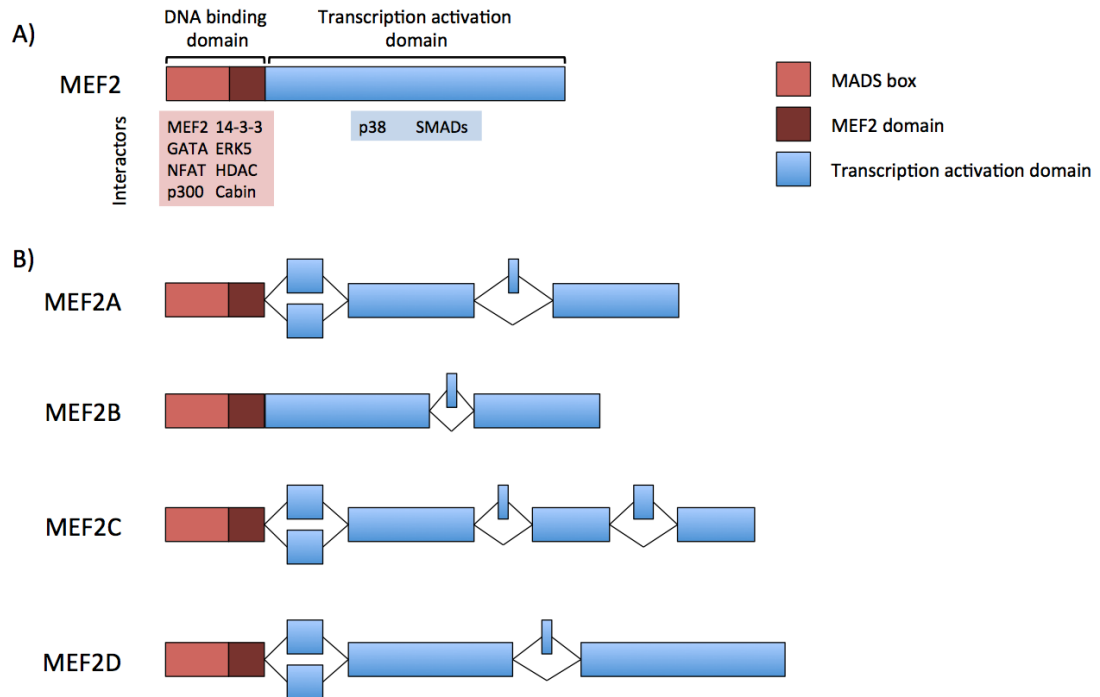 A)
DNA binding
domain
Transcription activation
domain
MEF2
Interactors
MEF2 14-3-3
GATA ERK5
NFAT HDAC
p300 Cabin
p38 SMADs
MADS box
MEF2 domain
Transcription activation domain
B)
MEF2A
MEF2B
MEF2C
MEF2D